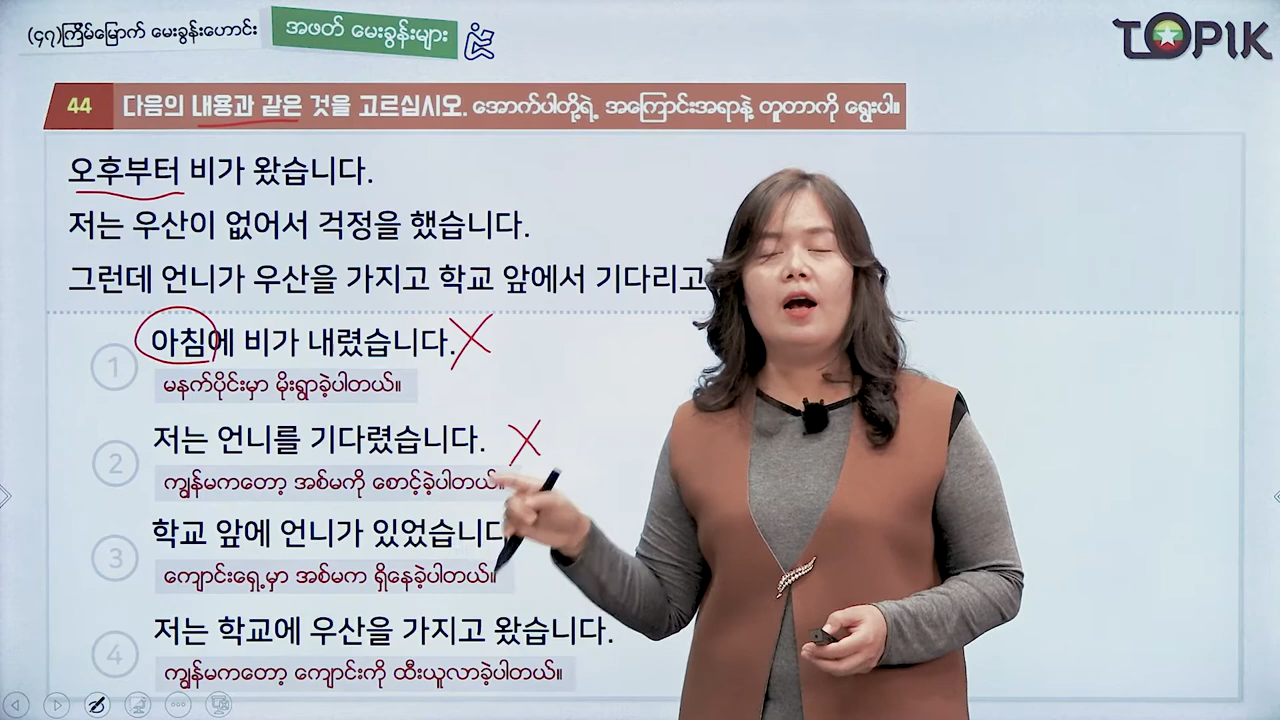 (၄၇)ကြိမ်မြောက် မေးခွန်းဟောင်း
အဖတ် မေးခွန်းများ
TOPIK
44 다음의 내용과 같은 것을 고르십시오. အောက်ပါတို့ရဲ့ အကြောင်းအရာနဲ့ တူတာကို ရွေးပါ။
오후부터 비가 왔습니다.
저는 우산이 없어서 걱정을 했습니다.
그런데 언니가 우산을 가지고 학교 앞에서 기다리고
1 아침에 비가 내렸습니다.
မနက်ပိုင်းမှာ မိုးရွာခဲ့ပါတယ်။
2 저는 언니를 기다렸습니다.
ကျွန်မကတော့ အစ်မကို စောင့်ခဲ့ပါတယ်။
3 학교 앞에 언니가 있었습니다
ကျောင်းရှေ့မှာ အစ်မက ရှိနေခဲ့ပါတယ်။
4 저는 학교에 우산을 가지고 왔습니다.
ကျွန်မကတော့ ကျောင်းကို ထီးယူလာခဲ့ပါတယ်။